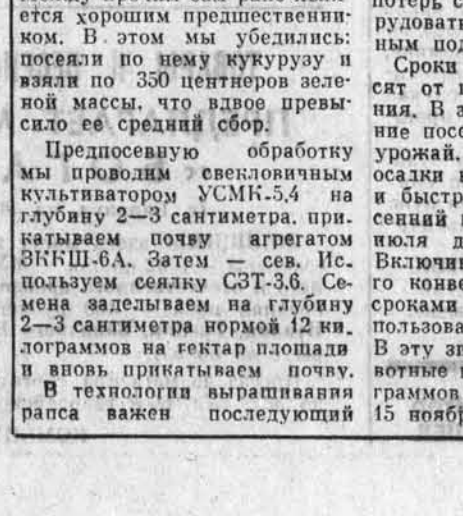 ется хорошим предшественни-
ком. В этом мы убедились:
посеяли по нему кукурузу и
взяли по 350 центнеров зеле-
ной массы, что вдвое превы-
сило ее средний сбор.
Предпосевную обработку
мы проводим свекловичным
культиватором УСМК-5,4 на
глубину 2—3 сантиметра, при-
катываем почву агрегатом
ЗККШ-6А. Затем — сев. Ис-
пользуем сеялку СЗТ-3,6. Се-
мена заделываем на глубину
2—3 сантиметра нормой 12 ки-
лограммов на гектар площади
и вновь прикатываем почву.
В технологии выращивания
рапса важен последующий
потерь с
рудовать
ным под
Сроки
сят от
ния. В
ние посе
урожай.
осадки
и быстр
сенний
июля д
Включи
го конве
сроками
пользова
В эту
вотные
граммов
15 нояб